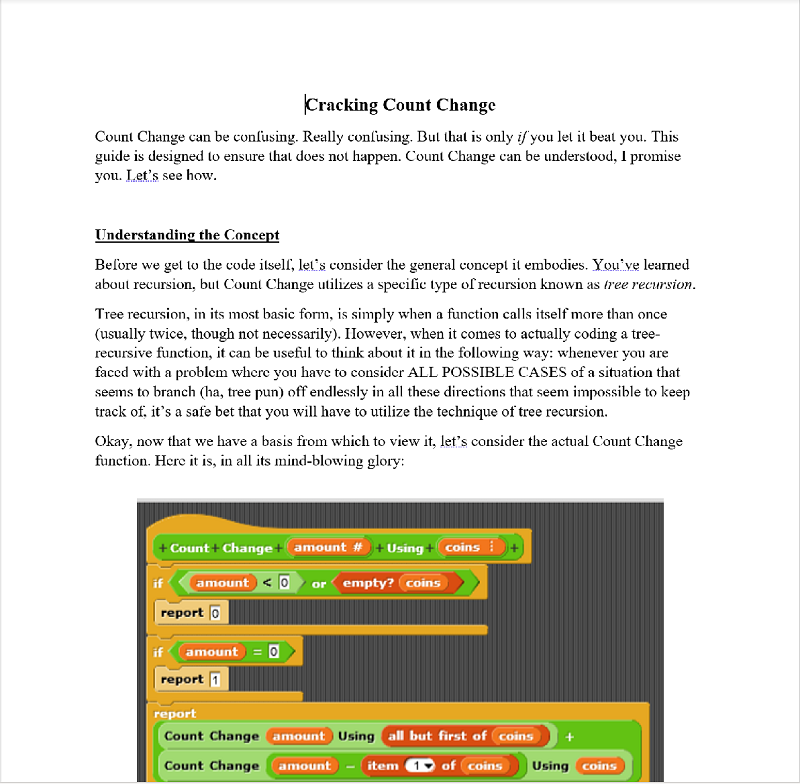 Cracking Count Change
Count Change can be confusing. Really confusing. But that is only if you let it beat you. This
guide is designed to ensure that does not happen. Count Change can be understood, I promise
you. Let's see how.
Understanding the Concept
Before we get to the code itself, let's consider the general concept it embodies. You've learned
about recursion, but Count Change utilizes a specific type of recursion known as tree recursion.
Tree recursion, in its most basic form, is simply when a function calls itself more than once
(usually twice, though not necessarily). However, when it comes to actually coding a tree-
recursive function, it can be useful to think about it in the following way: whenever you are
faced with a problem where you have to consider ALL POSSIBLE CASES of a situation that
seems to branch (ha, tree pun) off endlessly in all these directions that seem impossible to keep
track of, it's a safe bet that you will have to utilize the technique of tree recursion.
Okay, now that we have a basis from which to view it, let's consider the actual Count Change
function. Here it is, in all its mind-blowing glory:
+ Count + Change + amount # + Using + coins ⋮ +
if amount < 0 or empty? coins
report 0
if amount = 0
report 1
report
Count Change amount Using all but first of coins +
Count Change amount - item 1 of coins Using coins